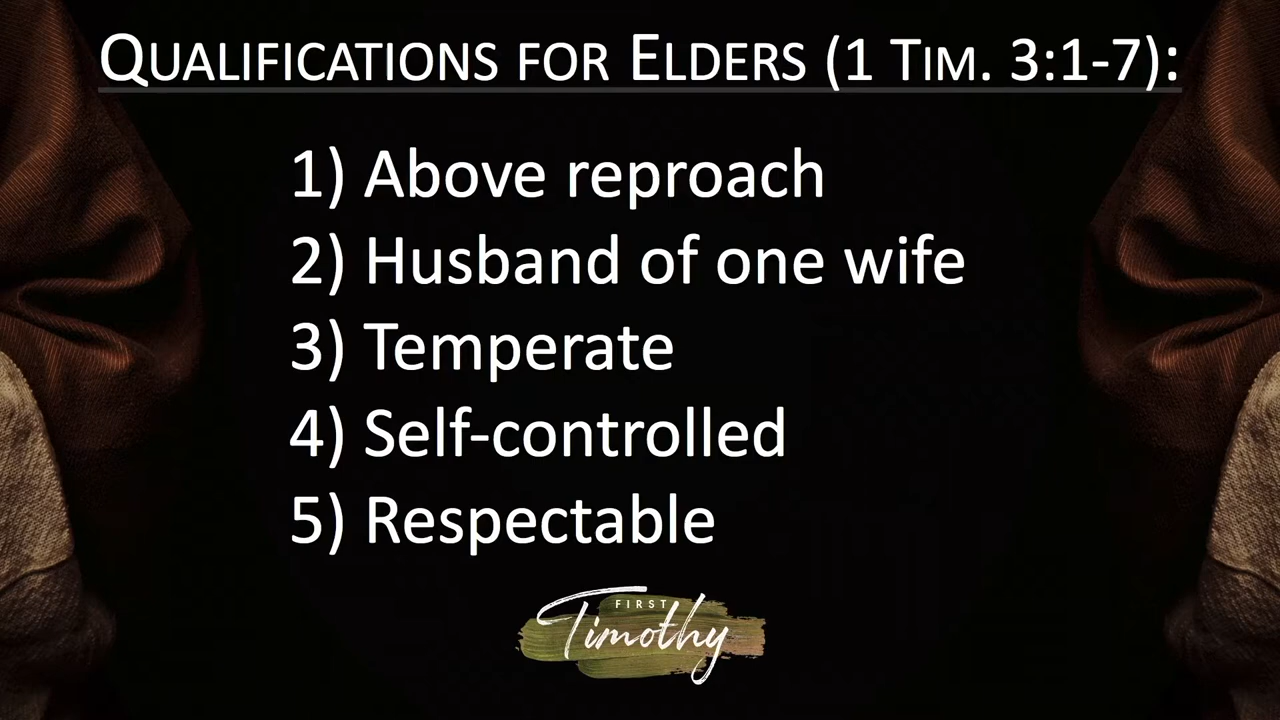 Qualifications for Elders (1 Tim. 3:1-7):
1) Above reproach
2) Husband of one wife
3) Temperate
4) Self-controlled
5) Respectable
FIRST
Timothy